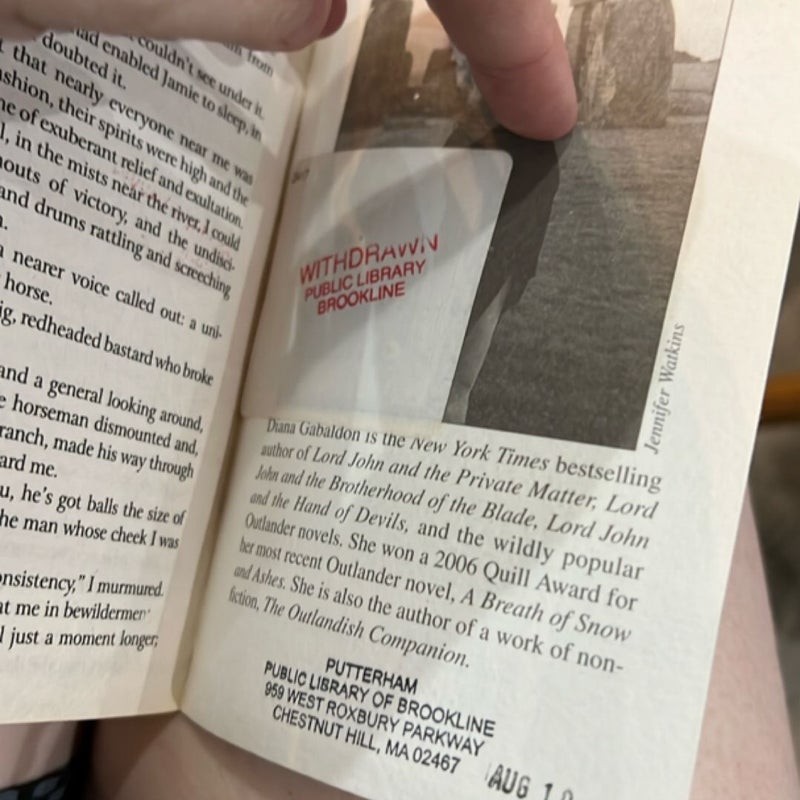 from
couldn't see under it.
had enabled Jamie to sleep, in
doubted it.
that nearly everyone near me was
ashion, their spirits were high and the
ne of exuberant relief and exultation.
l, in the mists near the river, I could
houts of victory, and the undisci-
and drums rattling and screeching
nearer voice called out: a uni-
horse.
ig, redheaded bastard who broke
and a general looking around,
e horseman dismounted and,
ranch, made his way through
ard me.
u, he's got balls the size of
he man whose cheek I was
onsistency," I murmured.
at me in bewilderment
l just a moment longer;
WITHDRAWN
PUBLIC LIBRARY
BROOKLINE
Jennifer Watkins
Diana Gabaldon is the New York Times bestselling
author of Lord John and the Private Matter, Lord
John and the Brotherhood of the Blade, Lord John
and the Hand of Devils, and the wildly popular
Outlander novels. She won a 2006 Quill Award for
her most recent Outlander novel, A Breath of Snow
and Ashes. She is also the author of a work of non-
fiction, The Outlandish Companion.
PUTTERHAM
PUBLIC LIBRARY OF BROOKLINE
959 WEST ROXBURY PARKWAY
CHESTNUT HILL, MA 02467
AUG 1